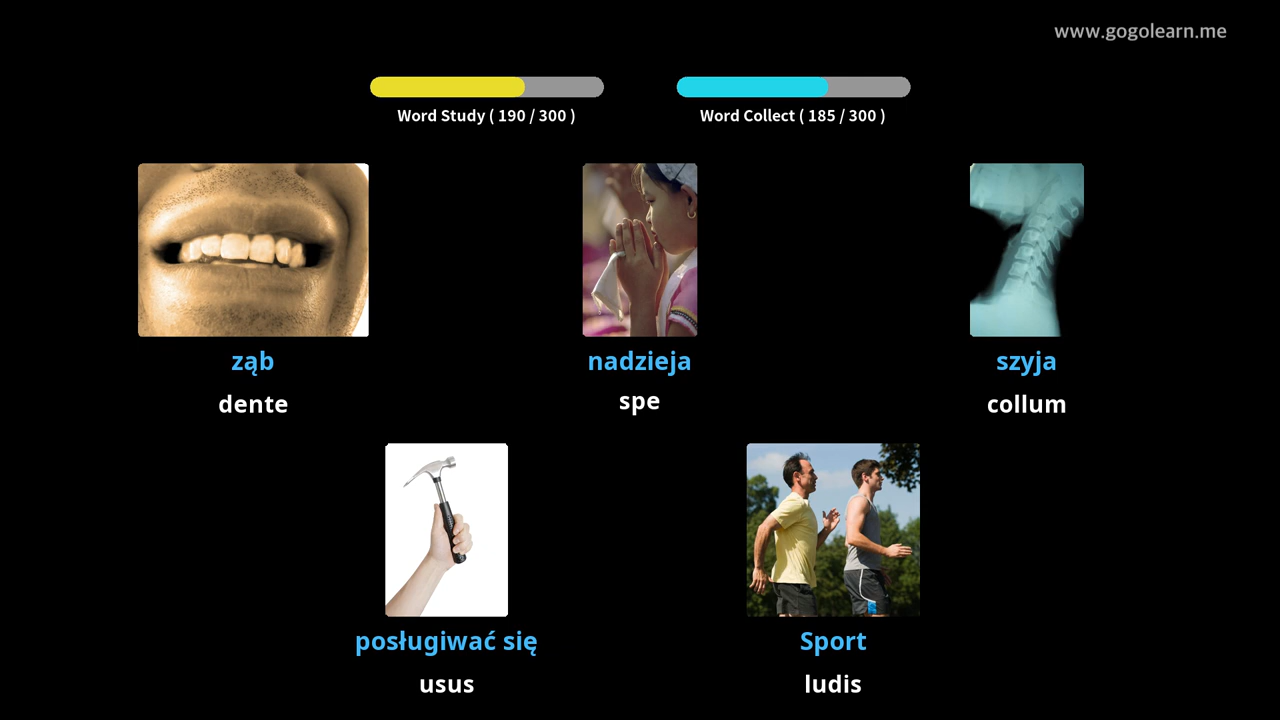 www.gogolearn.me
Word Study ( 190 / 300 )
Word Collect ( 185 / 300 )
ząb
dente
nadzieja
spe
szyja
collum
posługiwać się
usus
Sport
ludis